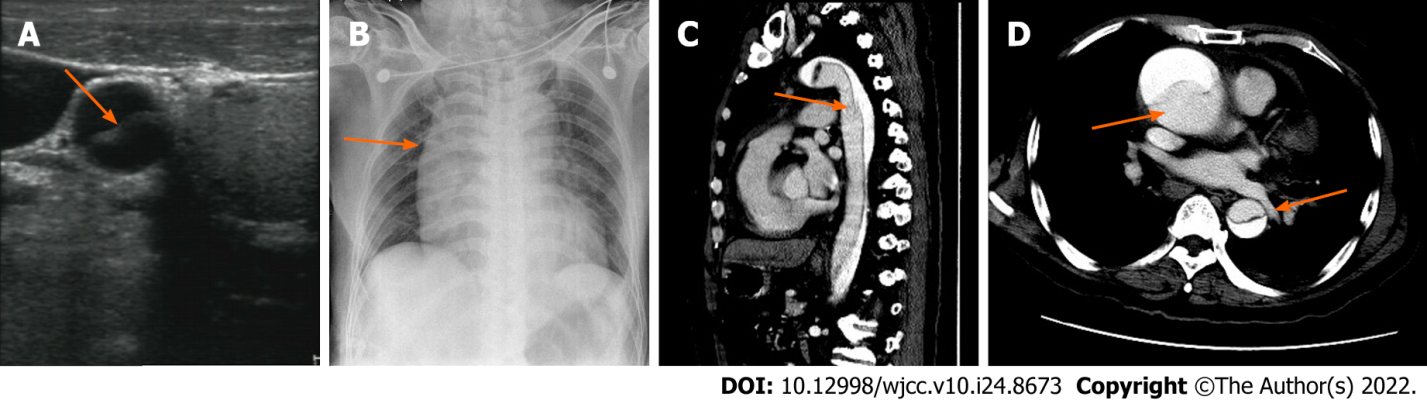 A
B
C
D
DOI: 10.12998/wjcc.v10.i24.8673 Copyright ©The Author(s) 2022.